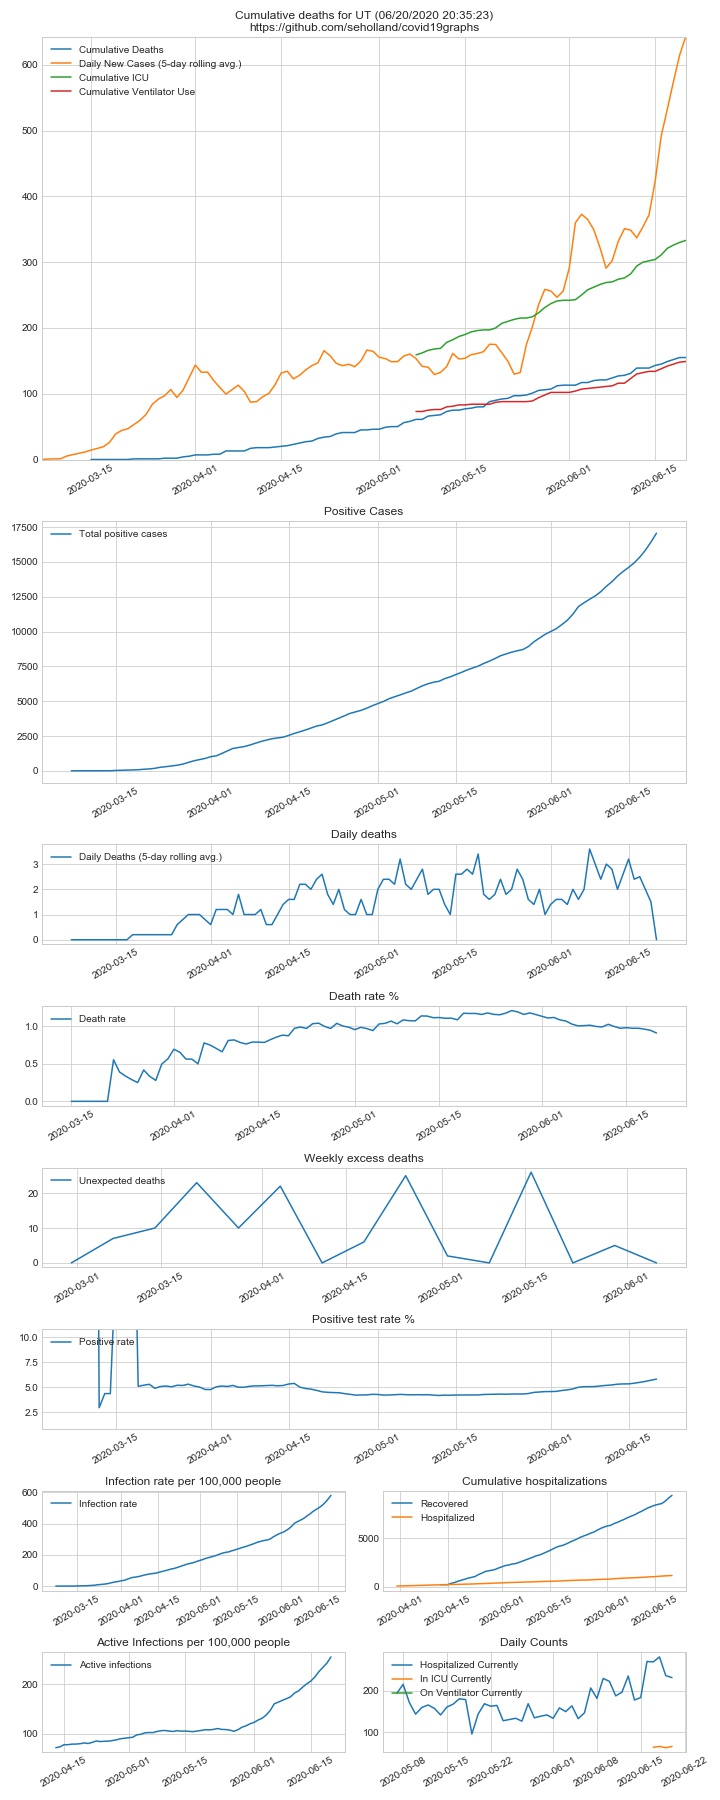 Cumulative deaths for UT (06/20/2020 20:35:23)
https://github.com/seholland/covid19graphs
Cumulative Deaths
Daily New Cases (5-day rolling avg.)
Cumulative ICU
Cumulative Ventilator Use
600
500
400
300
200
100
0
2020-03-15 2020-04-01 2020-04-15 2020-05-01 2020-05-15 2020-06-01 2020-06-15
Positive Cases
Total positive cases
17500
15000
12500
10000
7500
5000
2500
0
2020-03-15 2020-04-01 2020-04-15 2020-05-01 2020-05-15 2020-06-01 2020-06-15
Daily deaths
Daily Deaths (5-day rolling avg.)
3
2
1
0
2020-03-15 2020-04-01 2020-04-15 2020-05-01 2020-05-15 2020-06-01 2020-06-15
Death rate %
Death rate
1.0
0.5
0.0
2020-03-15 2020-04-01 2020-04-15 2020-05-01 2020-05-15 2020-06-01 2020-06-15
Weekly excess deaths
Unexpected deaths
20
10
0
2020-03-01 2020-03-15 2020-04-01 2020-04-15 2020-05-01 2020-05-15 2020-06-01
Positive test rate %
Positive rate
10.0
7.5
5.0
2.5
2020-03-15 2020-04-01 2020-04-15 2020-05-01 2020-05-15 2020-06-01 2020-06-15
Infection rate per 100,000 people
Infection rate
600
400
200
0
2020-03-15 2020-04-01 2020-04-15 2020-05-01 2020-05-15 2020-06-01 2020-06-15
Cumulative hospitalizations
Recovered
Hospitalized
5000
0
2020-04-01 2020-04-15 2020-05-01 2020-05-15 2020-06-01 2020-06-15
Active Infections per 100,000 people
Active infections
200
100
2020-04-15 2020-05-01 2020-05-15 2020-06-01 2020-06-15
Daily Counts
Hospitalized Currently
In ICU Currently
On Ventilator Currently
200
100
2020-05-08 2020-05-15 2020-05-22 2020-06-01 2020-06-08 2020-06-15 2020-06-22